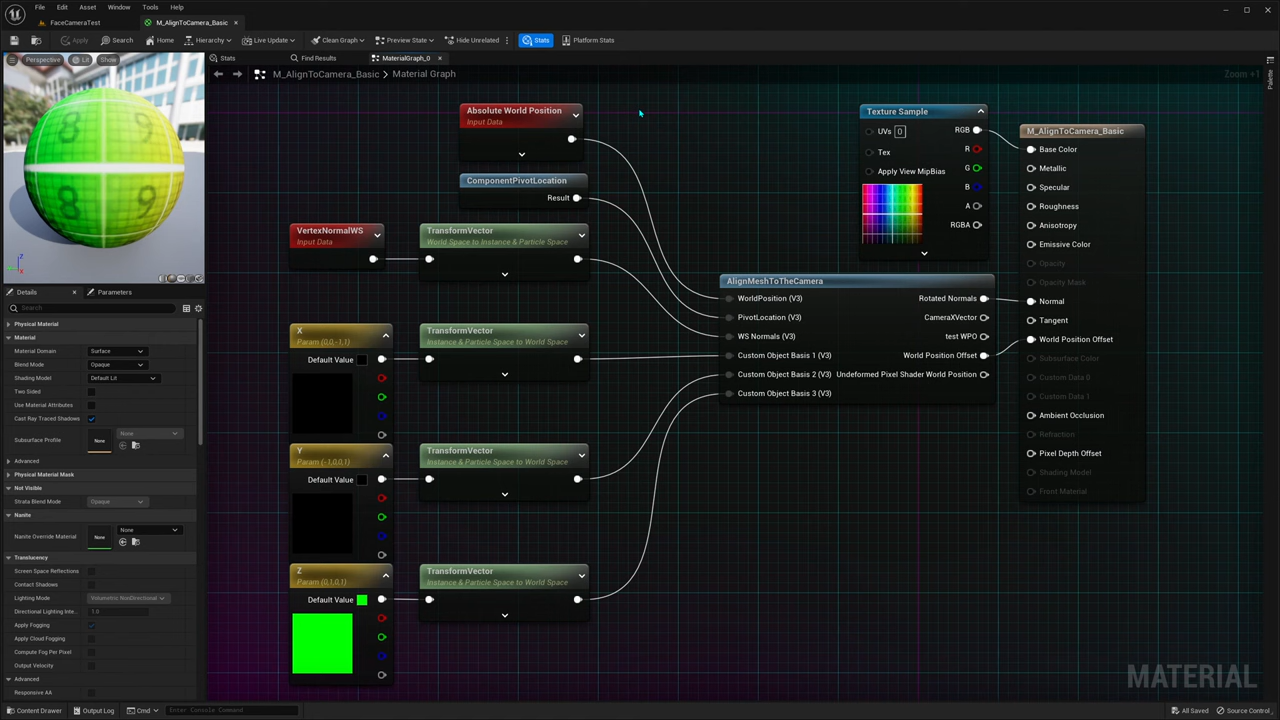 File Edit Asset Window Tools Help
FaceCameraTest M_AlignToCamera_Basic
Apply Search Home Hierarchy Live Update Clean Graph Preview State Hide Unrelated Stats Platform Stats
Perspective Lit Show
Stats Find Results MaterialGraph_0
M_AlignToCamera_Basic Material Graph
Zoom +1
Palette
Absolute World Position
Input Data
ComponentPivotLocation
Result
VertexNormalWS
Input Data
TransformVector
World Space to Instance & Particle Space
X
Param (0,0,-1,1)
Default Value
TransformVector
Instance & Particle Space to World Space
Y
Param (-1,0,0,1)
Default Value
TransformVector
Instance & Particle Space to World Space
Z
Param (0,1,0,1)
Default Value
TransformVector
Instance & Particle Space to World Space
AlignMeshToTheCamera
WorldPosition (V3) Rotated Normals
PivotLocation (V3) CameraXVector
WS Normals (V3) test WPO
Custom Object Basis 1 (V3) World Position Offset
Custom Object Basis 2 (V3) Undeformed Pixel Shader World Position
Custom Object Basis 3 (V3)
Texture Sample
UVs 0 RGB
R
Tex
G
Apply View MipBias
B
A
RGBA
M_AlignToCamera_Basic
Base Color
Metallic
Specular
Roughness
Anisotropy
Emissive Color
Opacity
Opacity Mask
Normal
Tangent
World Position Offset
Subsurface Color
Custom Data 0
Custom Data 1
Ambient Occlusion
Refraction
Pixel Depth Offset
Shading Model
Front Material
Details Parameters
Search
Physical Material
Material
Material Domain Surface
Blend Mode Opaque
Shading Model Default Lit
Two Sided
Use Material Attributes
Cast Ray Traced Shadows
Subsurface Profile None None
Advanced
Physical Material Mask
Not Visible
Strata Blend Mode Opaque
Nanite
Nanite Override Material None None
Translucency
Screen Space Reflections
Contact Shadows
Lighting Mode Volumetric NonDirectional
Directional Lighting Inte... 1.0
Apply Fogging
Apply Cloud Fogging
Compute Fog Per Pixel
Output Velocity
Advanced
Responsive AA
MATERIAL
Content Drawer Output Log Cmd Enter Console Command All Saved Source Control